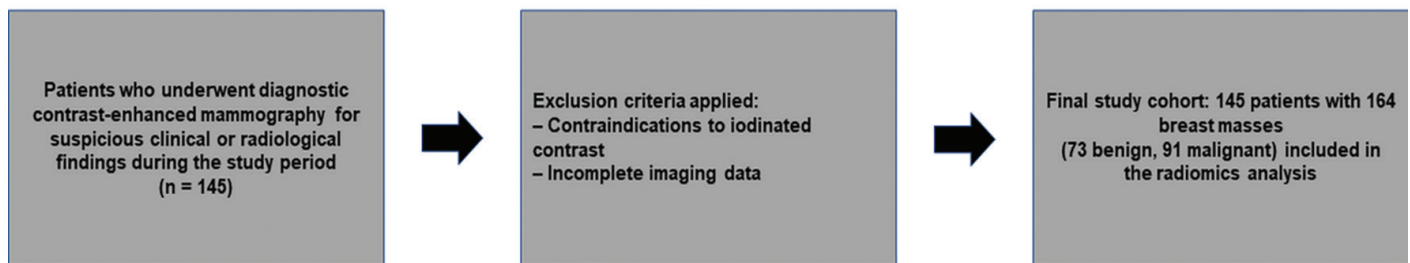 Patients who underwent diagnostic
contrast-enhanced mammography for
suspicious clinical or radiological
findings during the study period
(n = 145)
Exclusion criteria applied:
– Contraindications to iodinated
contrast
– Incomplete imaging data
Final study cohort: 145 patients with 164
breast masses
(73 benign, 91 malignant) included in
the radiomics analysis